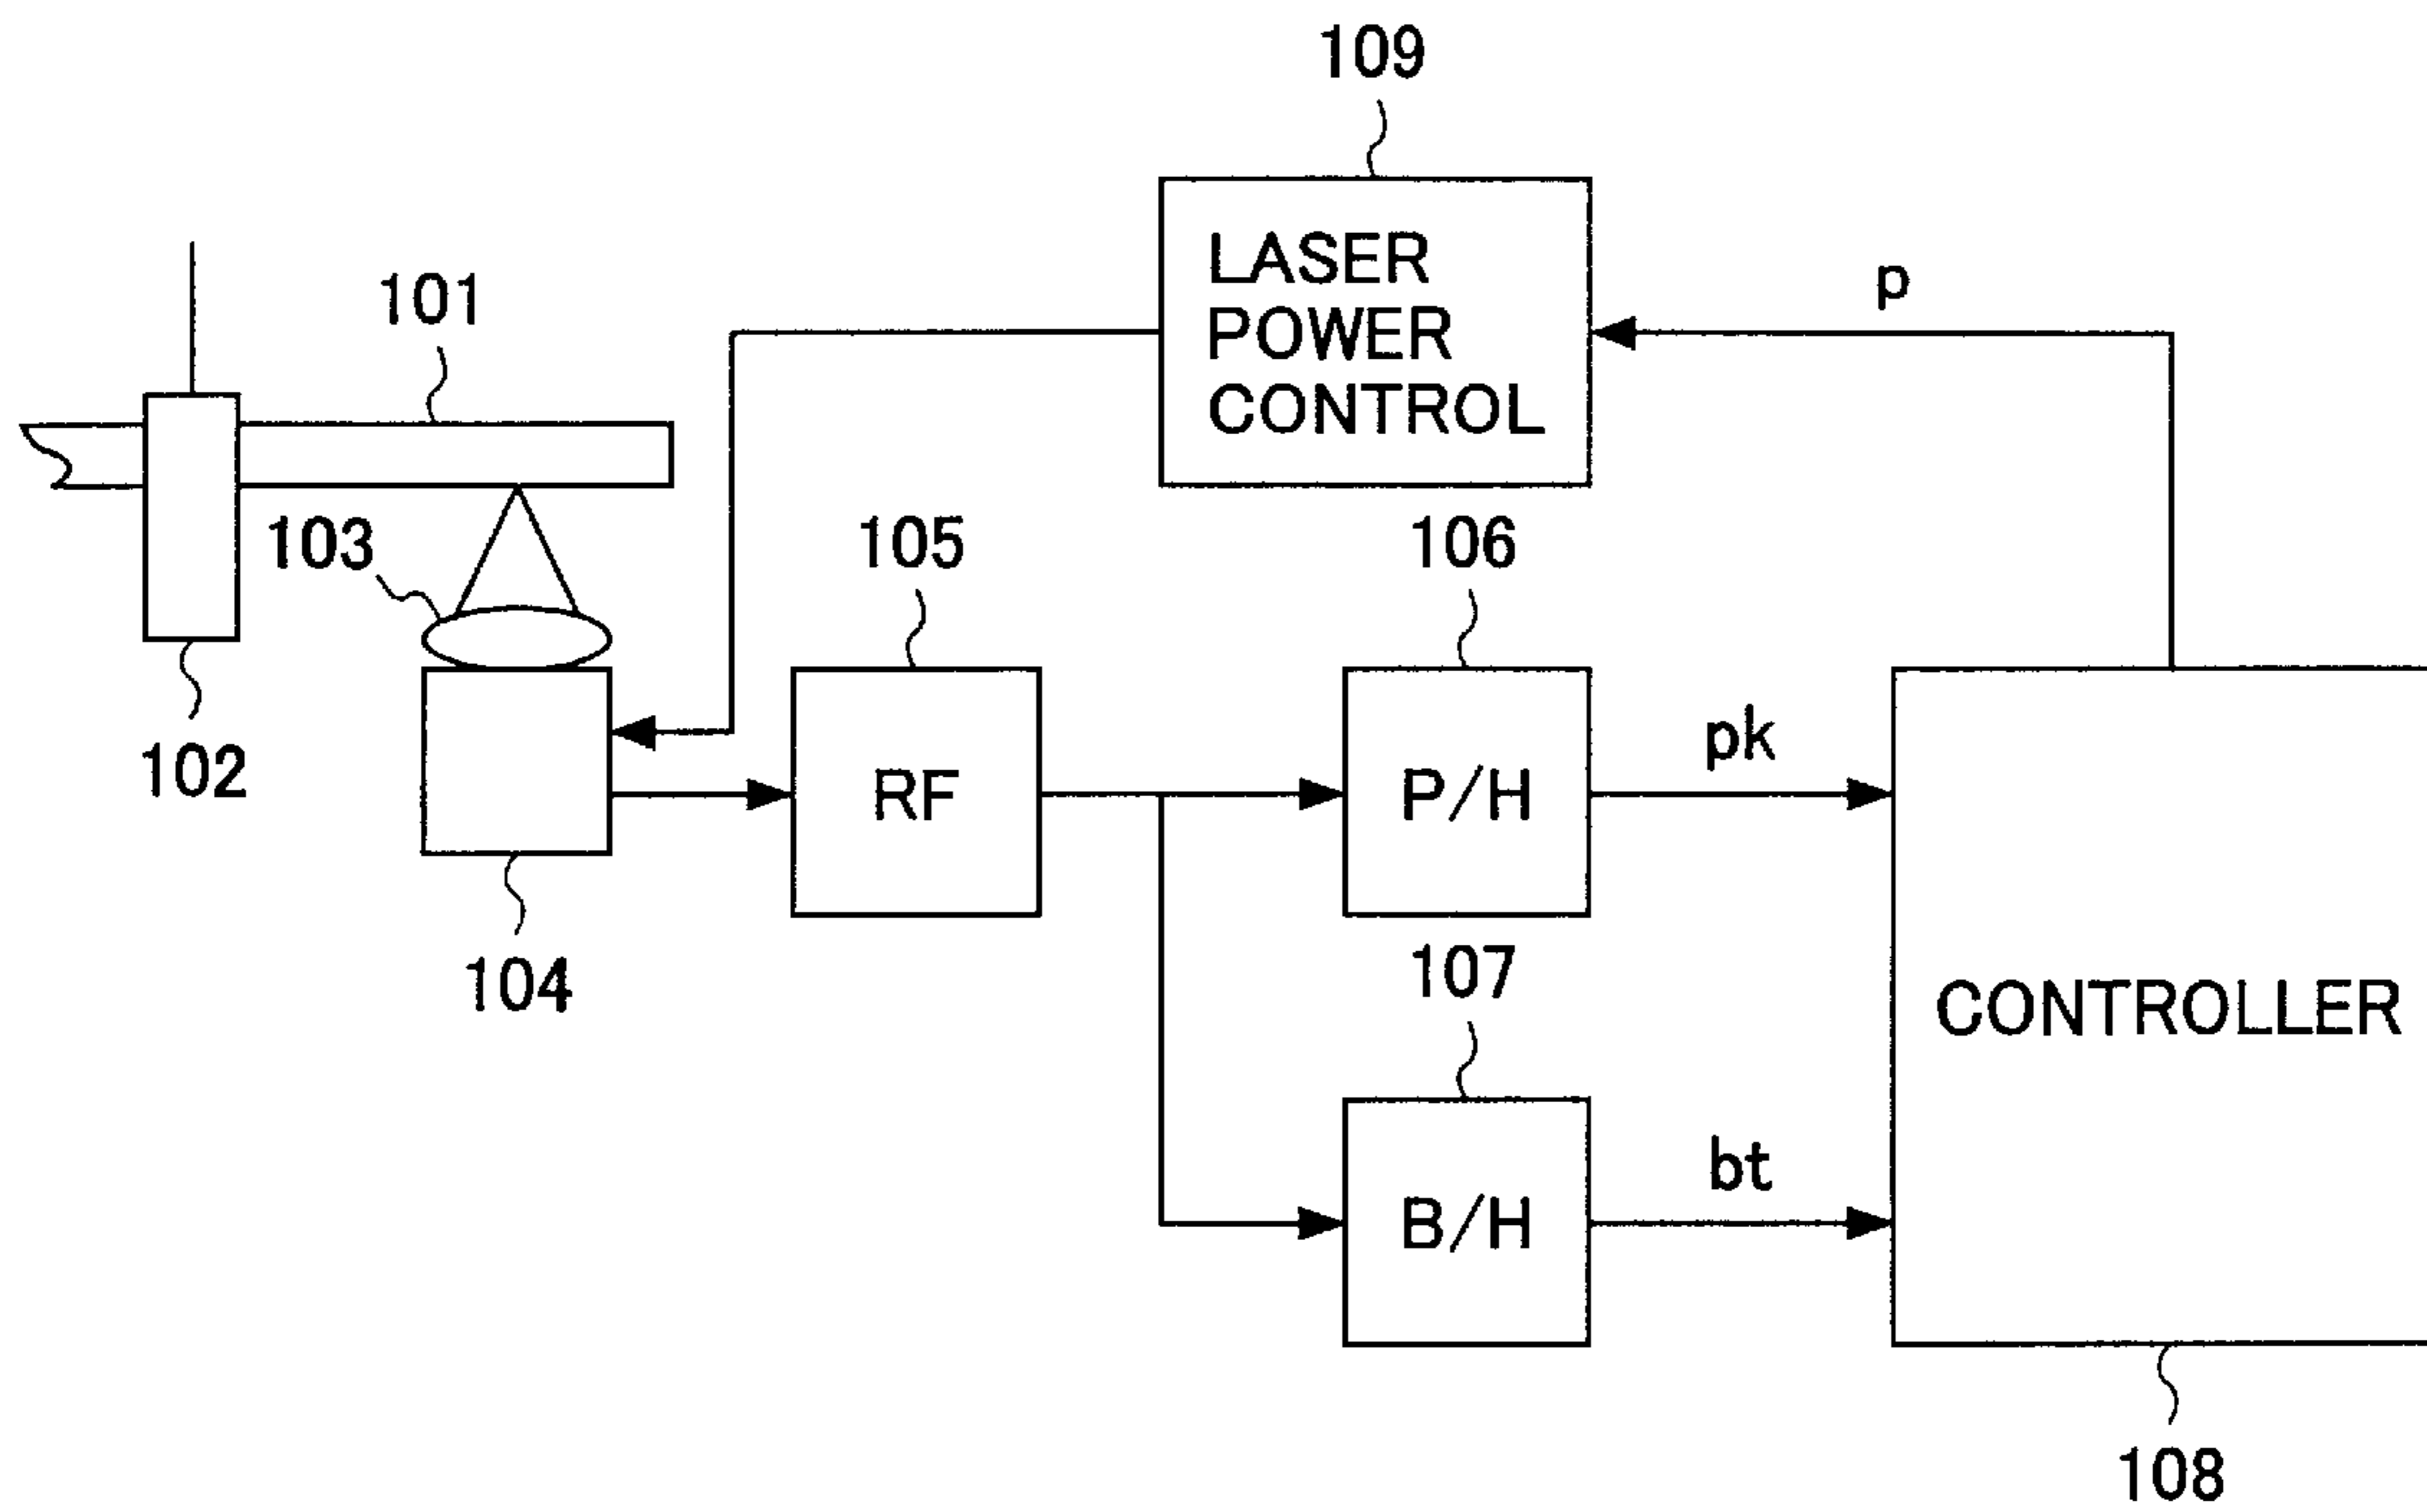 109
LASER
POWER
CONTROL
p
101
103
105
106
102
RF
P/H
pk
104
107
CONTROLLER
B/H
bt
108